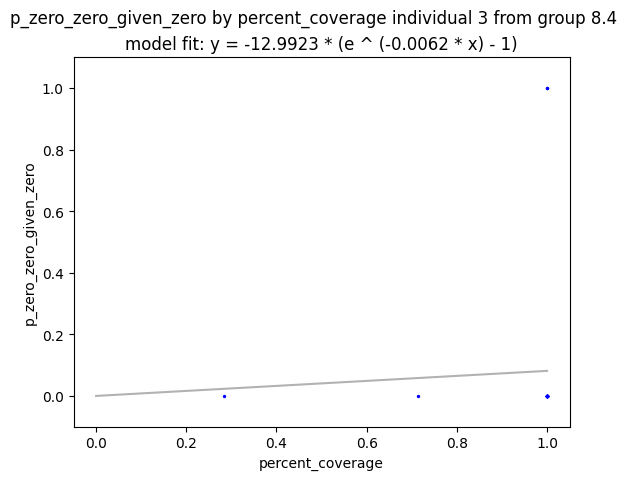 p_zero_zero_given_zero by percent_coverage individual 3 from group 8.4
model fit: y = -12.9923 * (e ^ (-0.0062 * x) - 1)
1.0
0.8
0.6
0.4
0.2
0.0
p_zero_zero_given_zero
0.0 0.2 0.4 0.6 0.8 1.0
percent_coverage